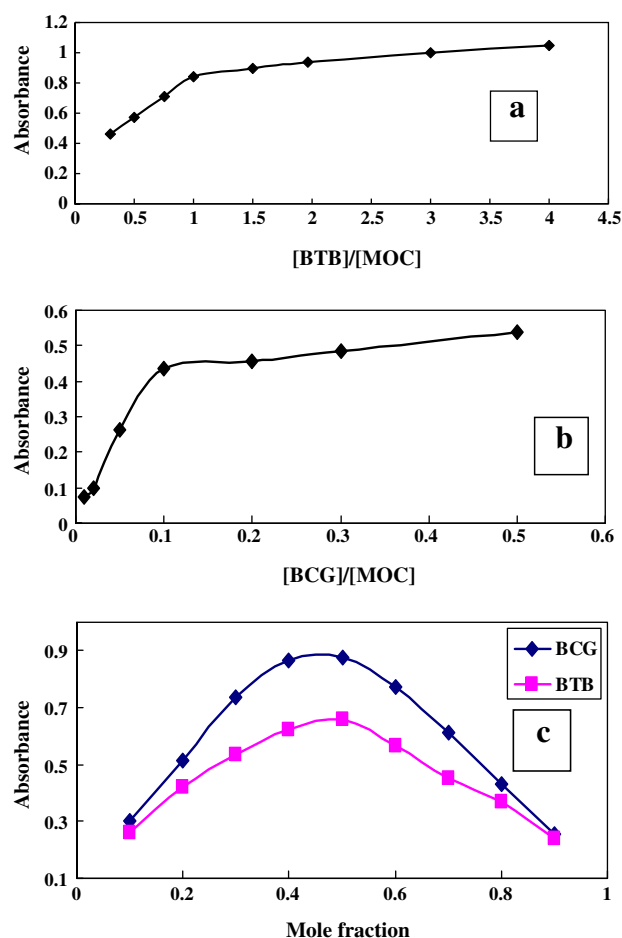 1.2
1
0.8
0.6
0.4
0.2
0
Absorbance
a
0 0.5 1 1.5 2 2.5 3 3.5 4 4.5
[BTB]/[MOC]
0.6
0.5
0.4
0.3
0.2
0.1
0
Absorbance
b
0 0.1 0.2 0.3 0.4 0.5 0.6
[BCG]/[MOC]
0.9
0.7
0.5
0.3
0.1
Absorbance
BCG
BTB
c
0 0.2 0.4 0.6 0.8 1
Mole fraction